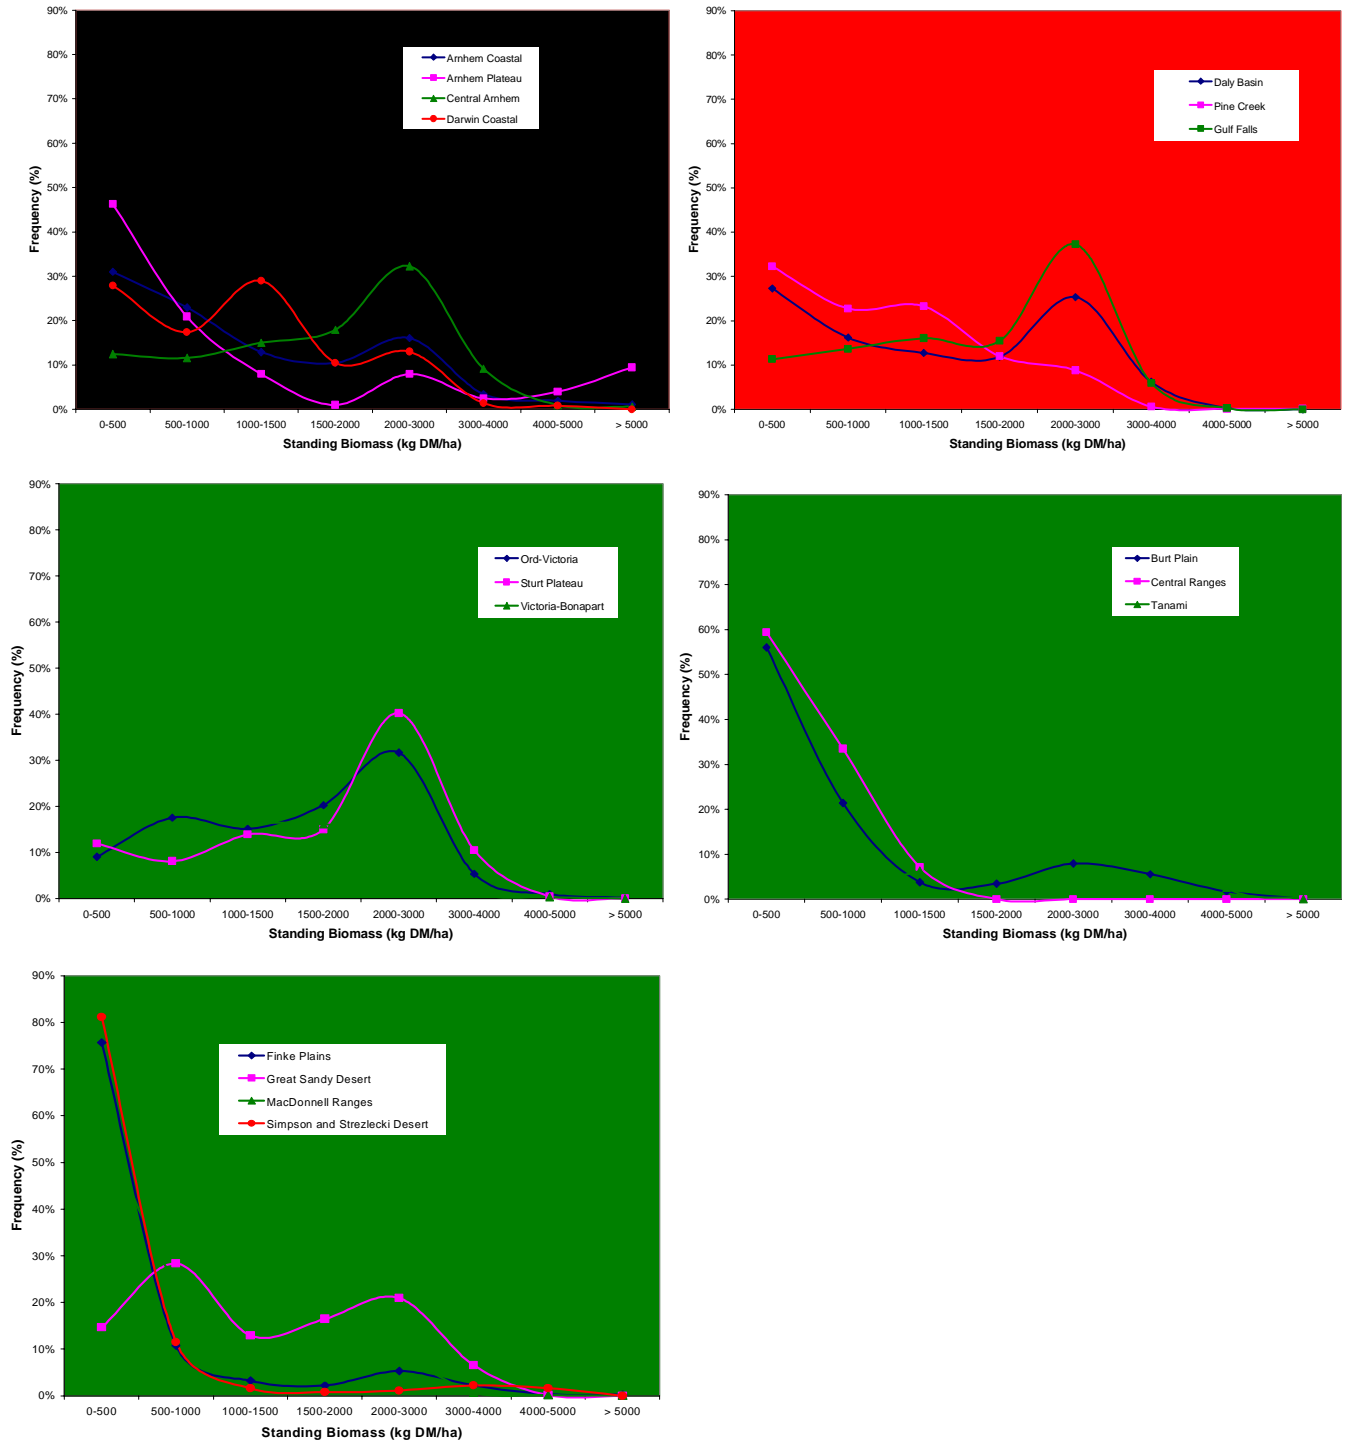 90%
80%
70%
60%
50%
40%
30%
20%
10%
0%
Frequency (%)
Arnhem Coastal
Arnhem Plateau
Central Arnhem
Darwin Coastal
0-500 500-1000 1000-1500 1500-2000 2000-3000 3000-4000 4000-5000 > 5000
Standing Biomass (kg DM/ha)
90%
80%
70%
60%
50%
40%
30%
20%
10%
0%
Frequency (%)
Daly Basin
Pine Creek
Gulf Falls
0-500 500-1000 1000-1500 1500-2000 2000-3000 3000-4000 4000-5000 > 5000
Standing Biomass (kg DM/ha)
90%
80%
70%
60%
50%
40%
30%
20%
10%
0%
Frequency (%)
Ord-Victoria
Sturt Plateau
Victoria-Bonapart
0-500 500-1000 1000-1500 1500-2000 2000-3000 3000-4000 4000-5000 > 5000
Standing Biomass (kg DM/ha)
90%
80%
70%
60%
50%
40%
30%
20%
10%
0%
Frequency (%)
Burt Plain
Central Ranges
Tanami
0-500 500-1000 1000-1500 1500-2000 2000-3000 3000-4000 4000-5000 > 5000
Standing Biomass (kg DM/ha)
90%
80%
70%
60%
50%
40%
30%
20%
10%
0%
Frequency (%)
Finke Plains
Great Sandy Desert
MacDonnell Ranges
Simpson and Strezlecki Desert
0-500 500-1000 1000-1500 1500-2000 2000-3000 3000-4000 4000-5000 > 5000
Standing Biomass (kg DM/ha)